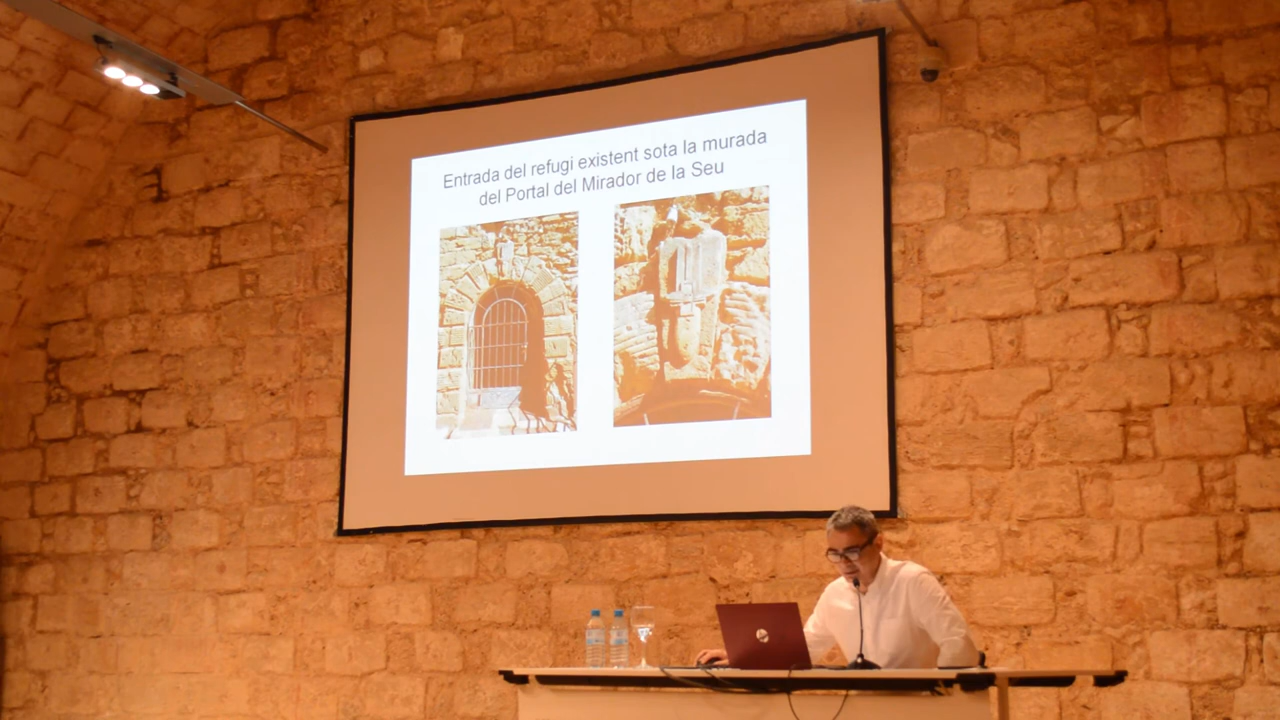 Entrada del refugi existent sota la murada
del Portal del Mirador de la Seu